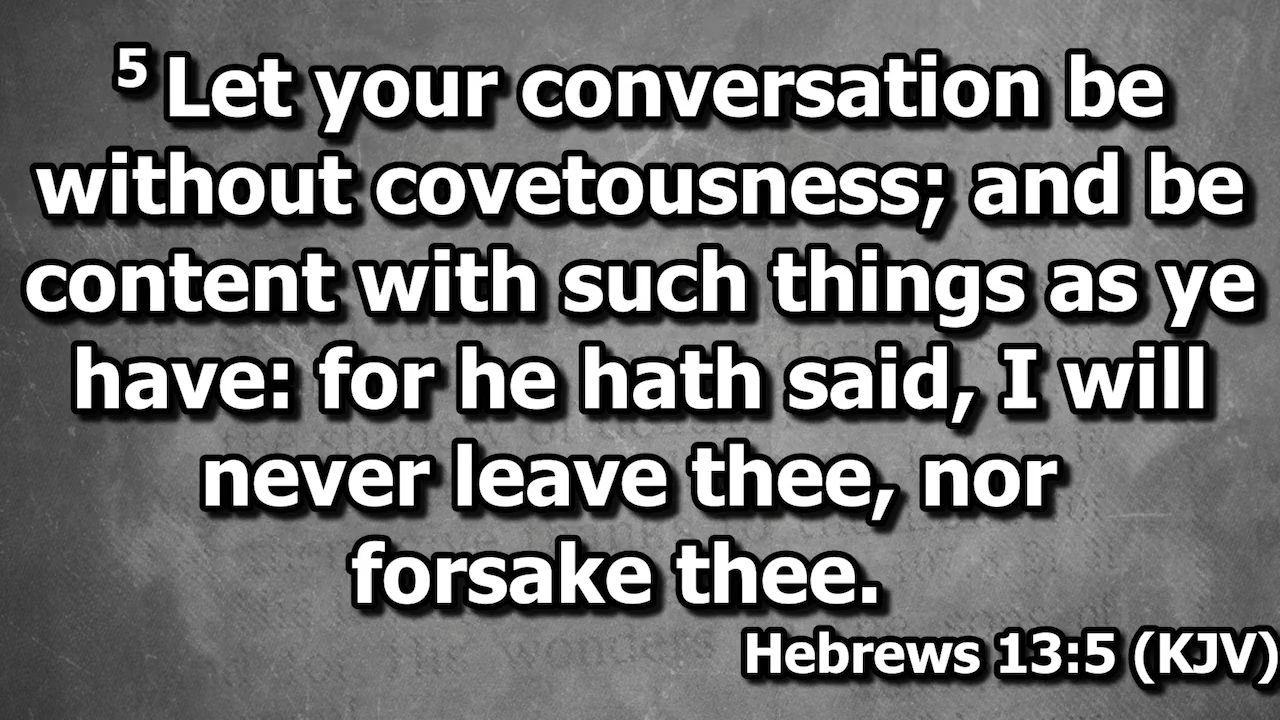 5 Let your conversation be
without covetousness; and be
content with such things as ye
have: for he hath said, I will
never leave thee, nor
forsake thee.
Hebrews 13:5 (KJV)